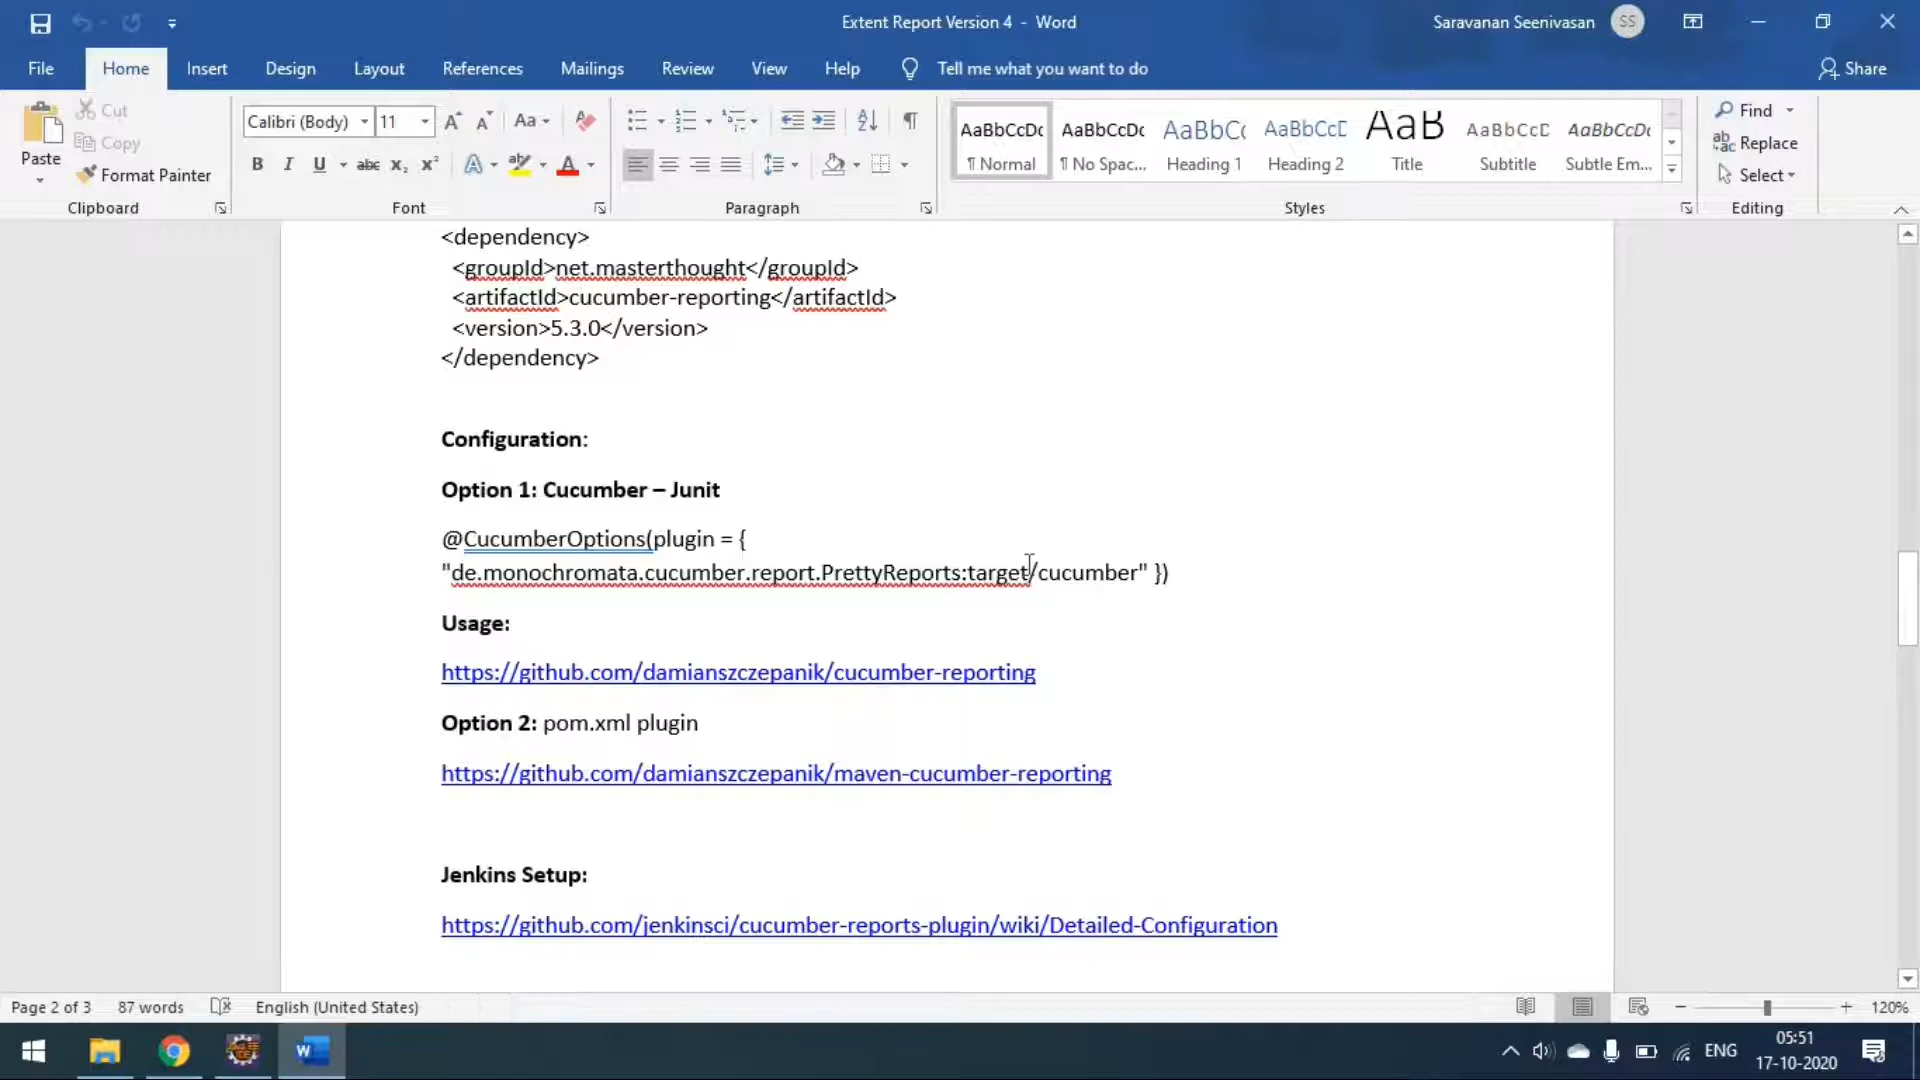 Extent Report Version 4 - Word
Saravanan Seenivasan SS
File Home Insert Design Layout References Mailings Review View Help Tell me what you want to do Share
Cut
Copy
Paste
Format Painter
Calibri (Body) 11
AaBbCcDc AaBbCcDc AaBbCc AaBbCcD AaB AaBbCcD AaBbCcDc
¶ Normal ¶ No Spac... Heading 1 Heading 2 Title Subtitle Subtle Em...
Find
Replace
Select
Clipboard Font Paragraph Styles Editing
<dependency>
<groupId>net.masterthought</groupId>
<artifactId>cucumber-reporting</artifactId>
<version>5.3.0</version>
</dependency>
Configuration:
Option 1: Cucumber – Junit
@CucumberOptions(plugin = {
"de.monochromata.cucumber.report.PrettyReports:target/cucumber" })
Usage:
https://github.com/damianszczepanik/cucumber-reporting
Option 2: pom.xml plugin
https://github.com/damianszczepanik/maven-cucumber-reporting
Jenkins Setup:
https://github.com/jenkinsci/cucumber-reports-plugin/wiki/Detailed-Configuration
Page 2 of 3 87 words English (United States) 120%
ENG
05:51
17-10-2020